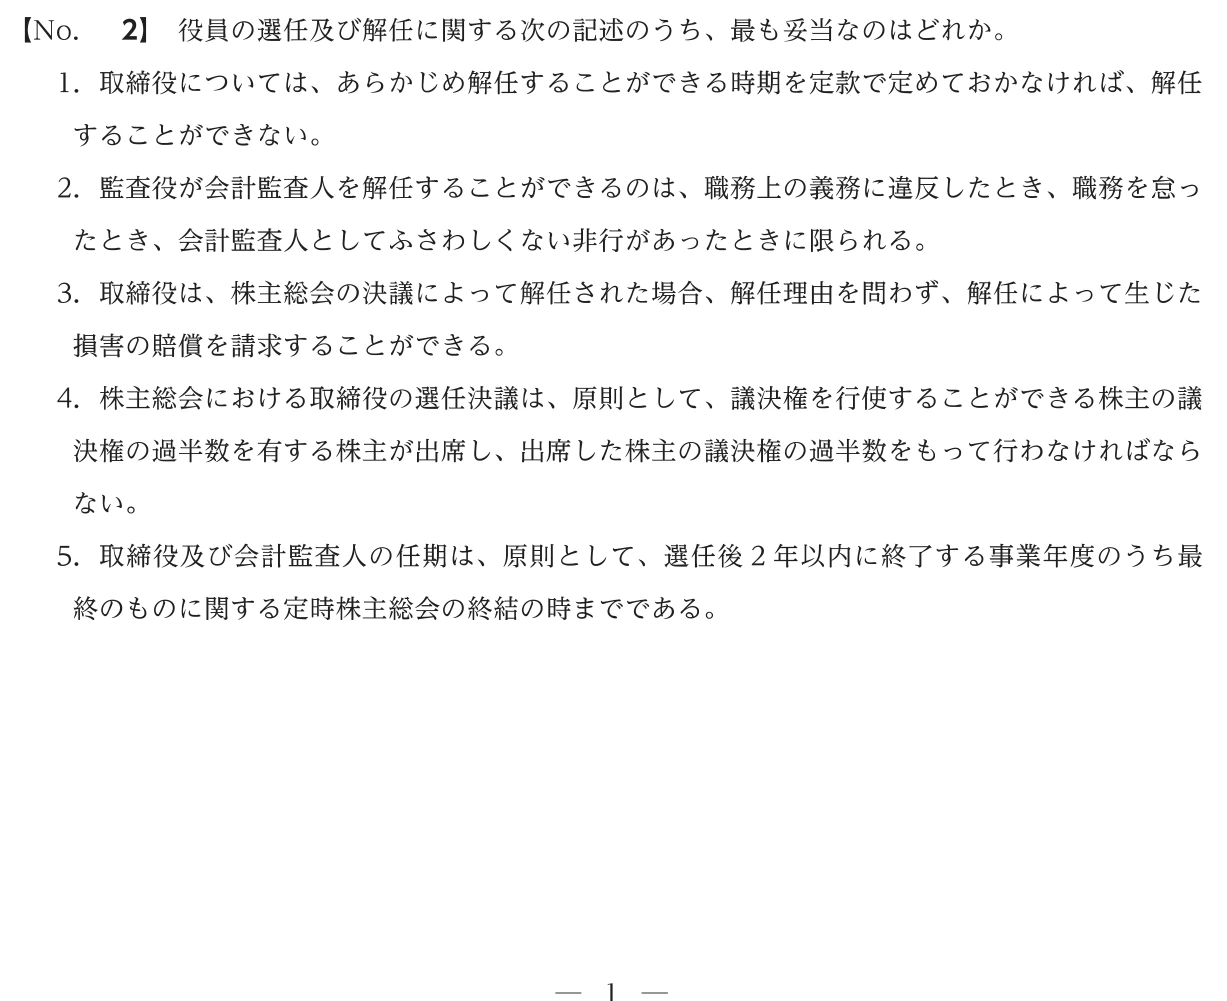 【No. 2】 役員の選任及び解任に関する次の記述のうち、最も妥当なのはどれか。
1. 取締役については、あらかじめ解任することができる時期を定款で定めておかなければ、解任
することができない。
2. 監査役が会計監査人を解任することができるのは、職務上の義務に違反したとき、職務を怠っ
たとき、会計監査人としてふさわしくない非行があったときに限られる。
3. 取締役は、株主総会の決議によって解任された場合、解任理由を問わず、解任によって生じた
損害の賠償を請求することができる。
4. 株主総会における取締役の選任決議は、原則として、議決権を行使することができる株主の議
決権の過半数を有する株主が出席し、出席した株主の議決権の過半数をもって行わなければなら
ない。
5. 取締役及び会計監査人の任期は、原則として、選任後 2 年以内に終了する事業年度のうち最
終のものに関する定時株主総会の終結の時までである。
― 1 ―